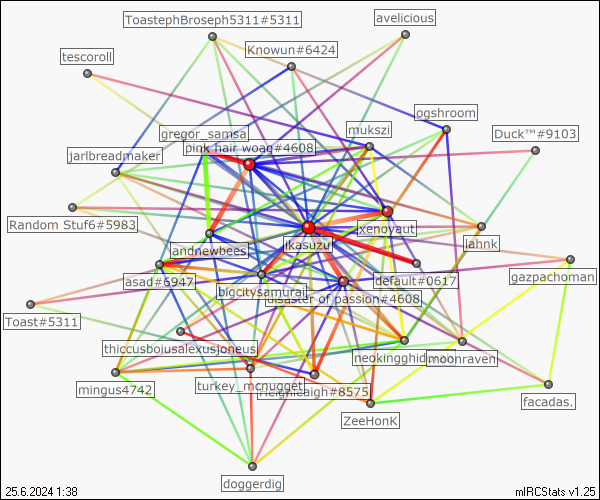 ToastephBroseph5311#5311
avelicious
Knowun#6424
tescoroll
ogshroom
gregor_samsa
mukszi
Duck™#9103
pink hair woag#4608
jarlbreadmaker
Random Stuf6#5983
xenoyaut
lahnk
andnewbees
ikasuzu
gazpachoman
asad#6947
default#0617
bigcitysamurai
disaster of passion#4608
Toast#5311
thiccusboiusalexusjoneus
moonraven
mingus4742
turkey_mcnugget
#8575
facadas.
ZeeHonk
doggerdig
25.6.2024 1:38
mIRCStats v1.25